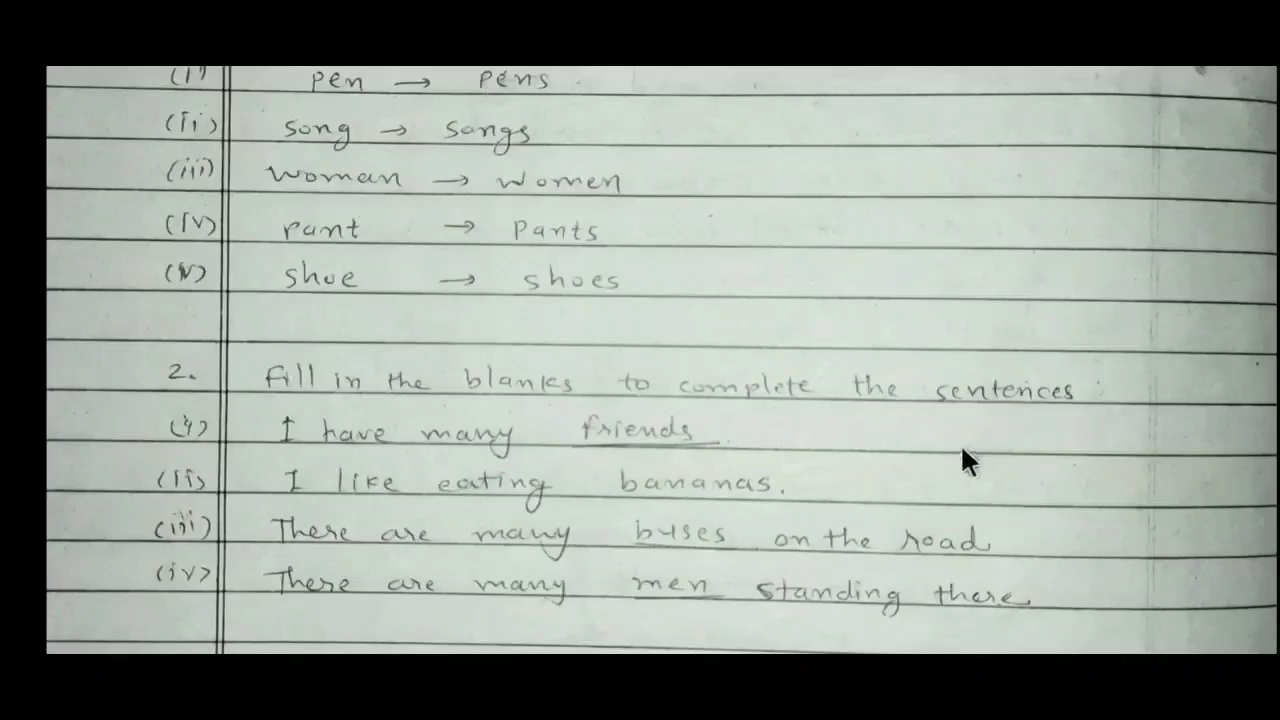 (i) pen → pens
(ii) song → songs
(iii) woman → women
(iv) pant → pants
(v) shoe → shoes
2. Fill in the blanks to complete the sentences:
(i) I have many friends.
(ii) I like eating bananas.
(iii) There are many buses on the road
(iv) There are many men standing there.